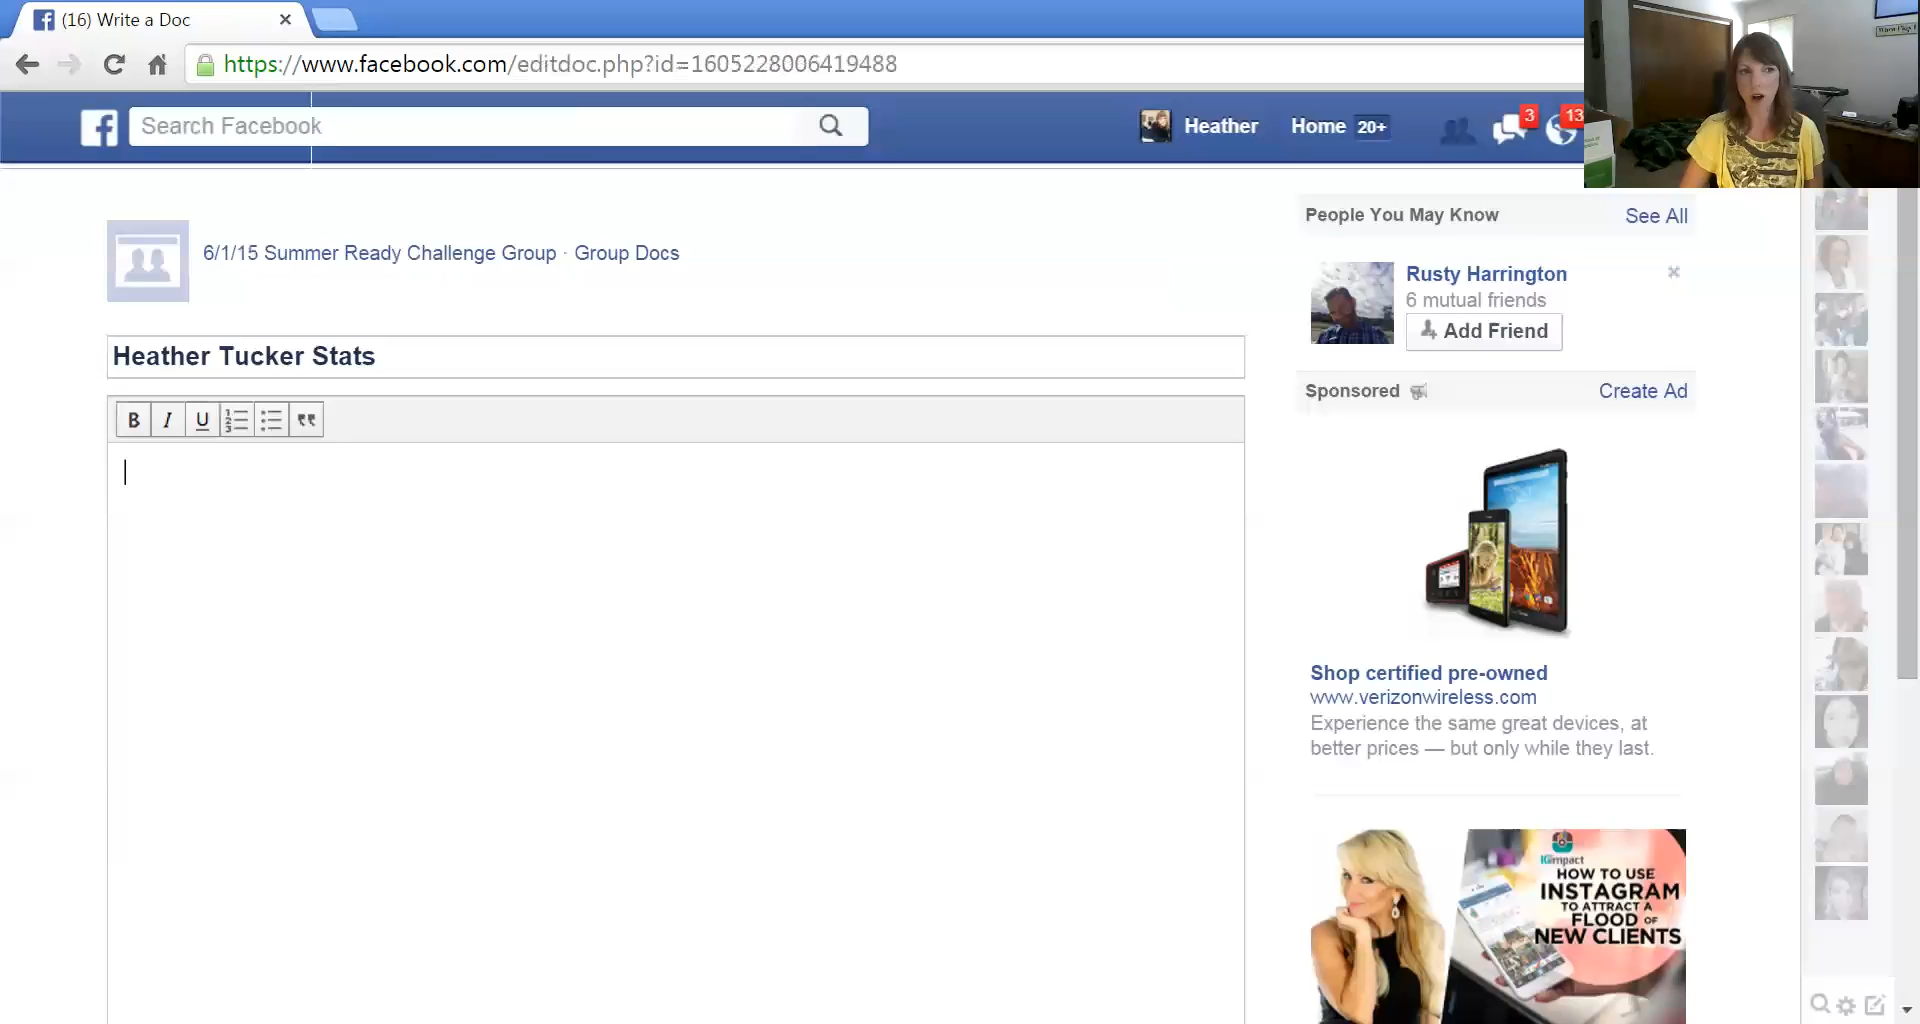 (16) Write a Doc
https://www.facebook.com/editdoc.php?id=1605228006419488
Search Facebook
Heather
Home 20+
3
13
6/1/15 Summer Ready Challenge Group · Group Docs
Heather Tucker Stats
B I U
People You May Know
See All
Rusty Harrington
6 mutual friends
Add Friend
Sponsored
Create Ad
Shop certified pre-owned
www.verizonwireless.com
Experience the same great devices, at
better prices — but only while they last.
HOW TO USE
INSTAGRAM
TO ATTRACT A
FLOOD OF
NEW CLIENTS